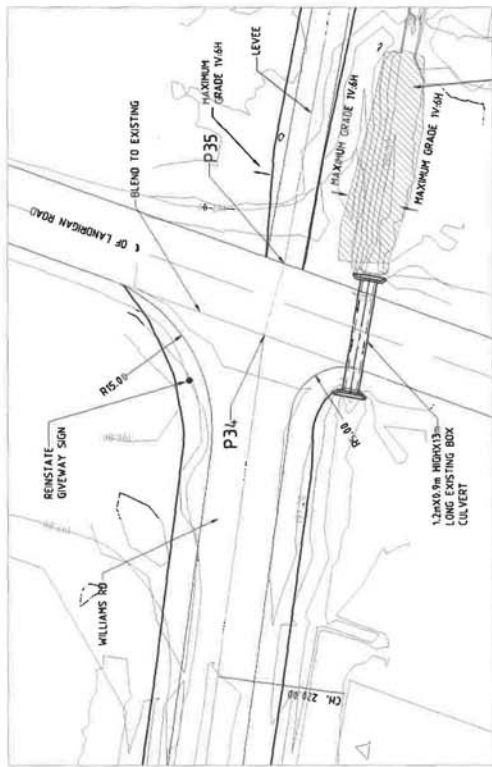 REINSTATE
GIVEWAY SIGN
WILLIAMS RD
R15.00
BLEND TO EXISTING
℄ OF LANDRIGAN ROAD
P35
MAXIMUM
GRADE 1V:6H
LEVEE
MAXIMUM GRADE 1V:6H
MAXIMUM GRADE 1V:6H
P34
CH. 220.00
1.2mX0.9m HIGHX13m
LONG EXISTING BOX
CULVERT